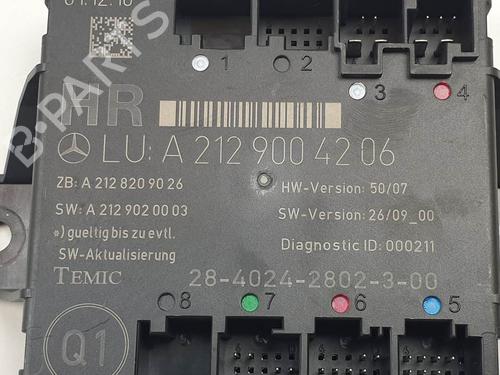 01.12.10
1
2
3
4
HR
LU: A 212 900 42 06
ZB: A 212 820 90 26
HW-Version: 50/07
SW: A 212 902 00 03
SW-Version: 26/09_00
*) gueltig bis zu evtl.
SW-Aktualisierung
Diagnostic ID: 000211
TEMIC
28-4024-2802-3-00
8
7
6
5
Q1
B-PARTS